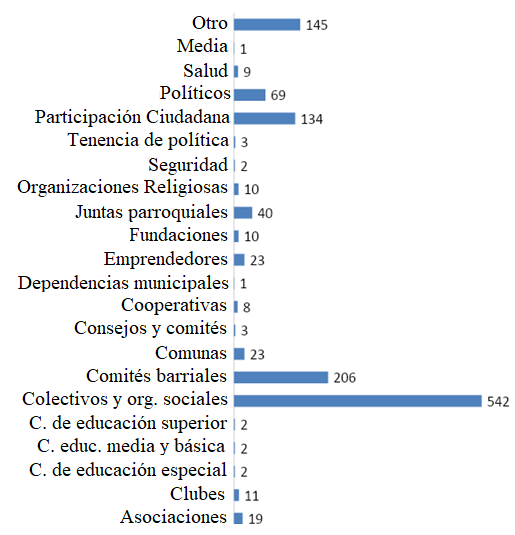 Otro 145
Media 1
Salud 9
Políticos 69
Participación Ciudadana 134
Tenencia de política 3
Seguridad 2
Organizaciones Religiosas 10
Juntas parroquiales 40
Fundaciones 10
Emprendedores 23
Dependencias municipales 1
Cooperativas 8
Consejos y comités 3
Comunas 23
Comités barriales 206
Colectivos y org. sociales 542
C. de educación superior 2
C. educ. media y básica 2
C. de educación especial 2
Clubes 11
Asociaciones 19